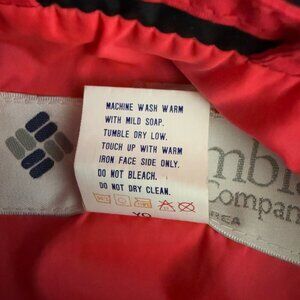 MACHINE WASH WARM
WITH MILD SOAP.
TUMBLE DRY LOW.
TOUCH UP WITH WARM
IRON FACE SIDE ONLY.
DO NOT BLEACH.
DO NOT DRY CLEAN.
mbi
Compan
REA